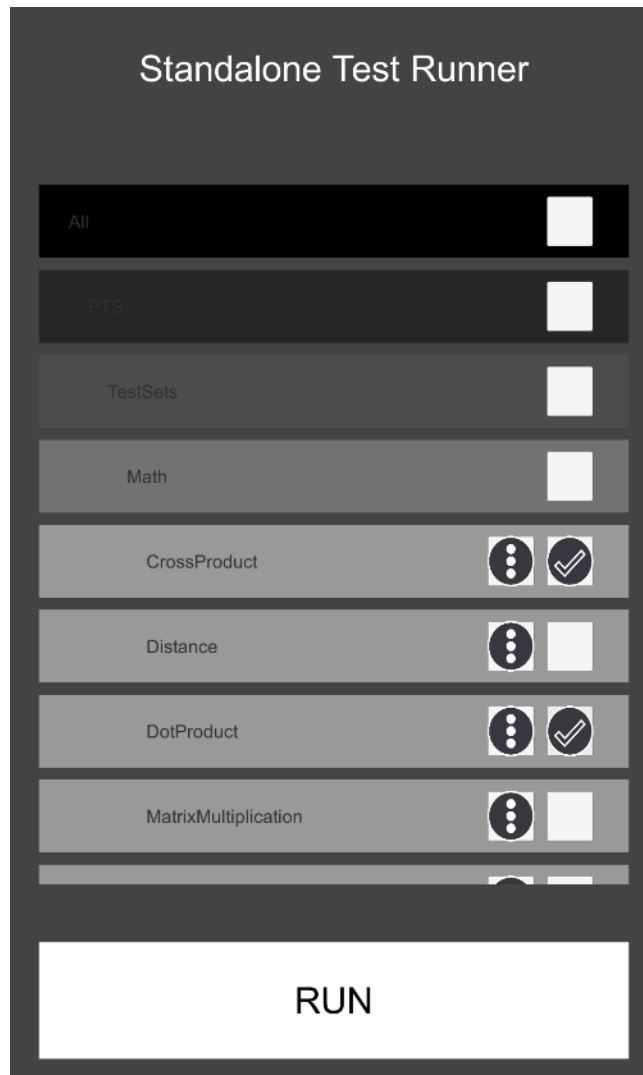 Standalone Test Runner
All
PTS
TestSets
Math
CrossProduct
Distance
DotProduct
MatrixMultiplication
RUN